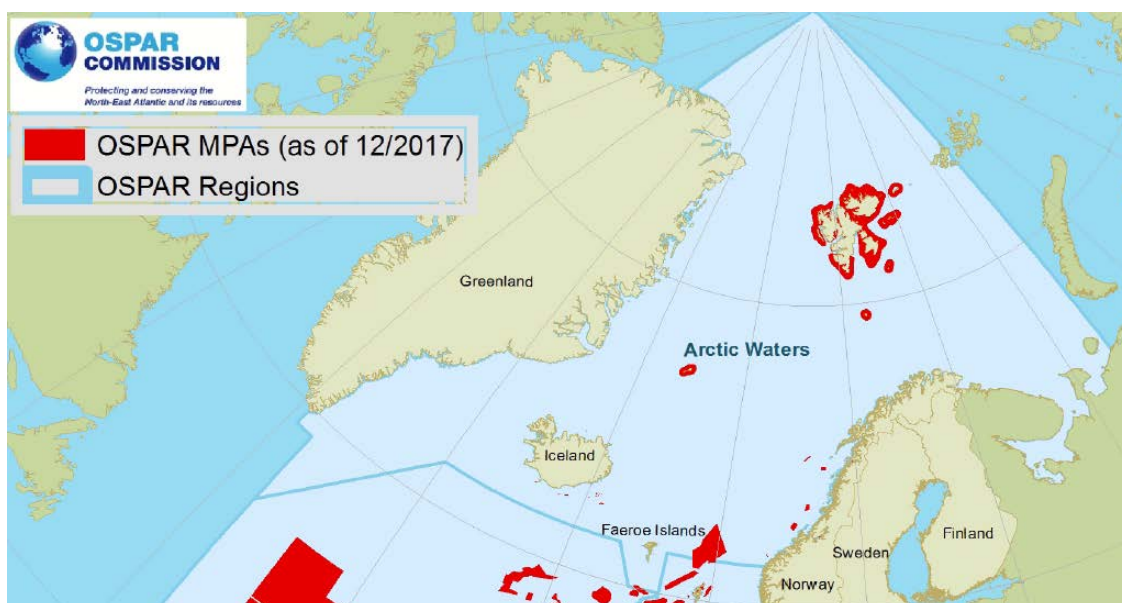 OSPAR
COMMISSION
Protecting and conserving the
North-East Atlantic and its resources
OSPAR MPAs (as of 12/2017)
OSPAR Regions
Greenland
Arctic Waters
Iceland
Faeroe Islands
Finland
Sweden
Norway